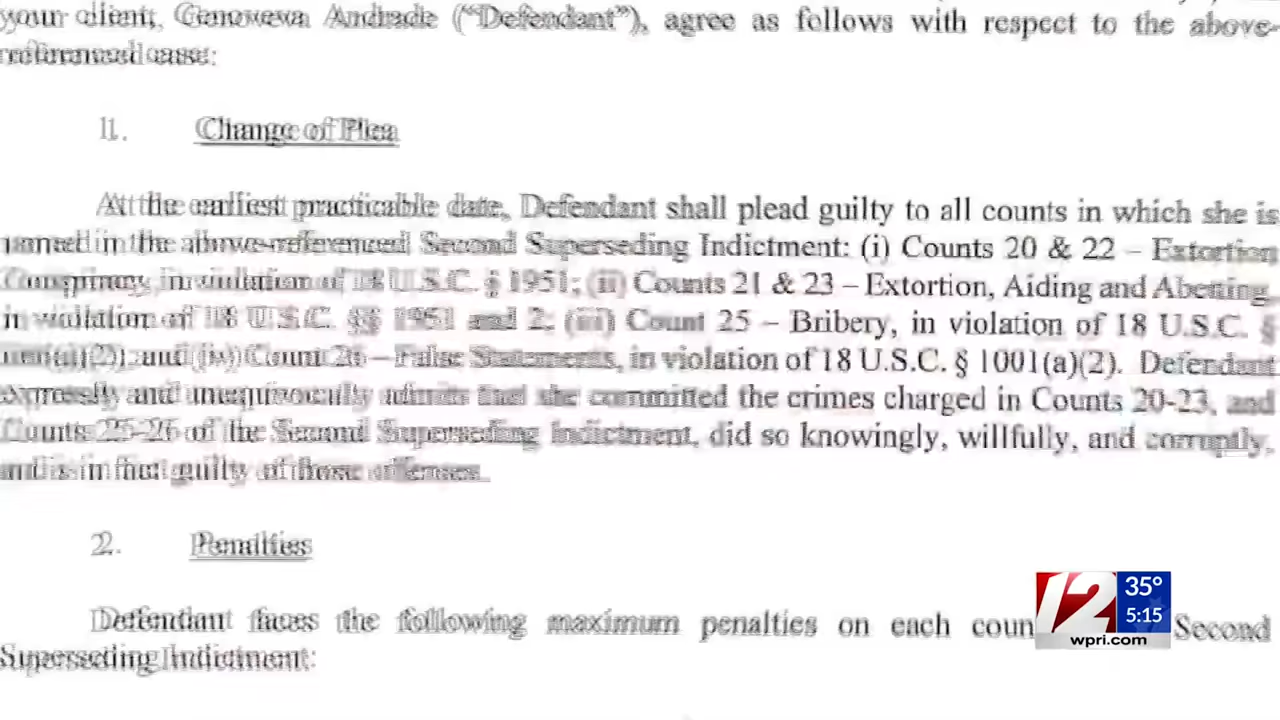 your client, Genoveva Andrade (“Defendant”), agree as follows with respect to the above-
referenced case:
1. Change of Plea
At the earliest practicable date, Defendant shall plead guilty to all counts in which she is
named in the above-referenced Second Superseding Indictment: (i) Counts 20 & 22 – Extortion
Conspiracy, in violation of 18 U.S.C. § 1951; (ii) Counts 21 & 23 – Extortion, Aiding and Abetting,
in violation of 18 U.S.C. §§ 1951 and 2; (iii) Count 25 – Bribery, in violation of 18 U.S.C. §
and (iv) Count 26 – False Statements, in violation of 18 U.S.C. § 1001(a)(2). Defendant
expressly and unequivocally admits that she committed the crimes charged in Counts 20-23, and
Counts 25-26 of the Second Superseding Indictment, did so knowingly, willfully, and corruptly,
and is in fact guilty of those offenses.
2. Penalties
Defendant faces the following maximum penalties on each coun Second
Superseding Indictment:
12
35°
5:15
wpri.com